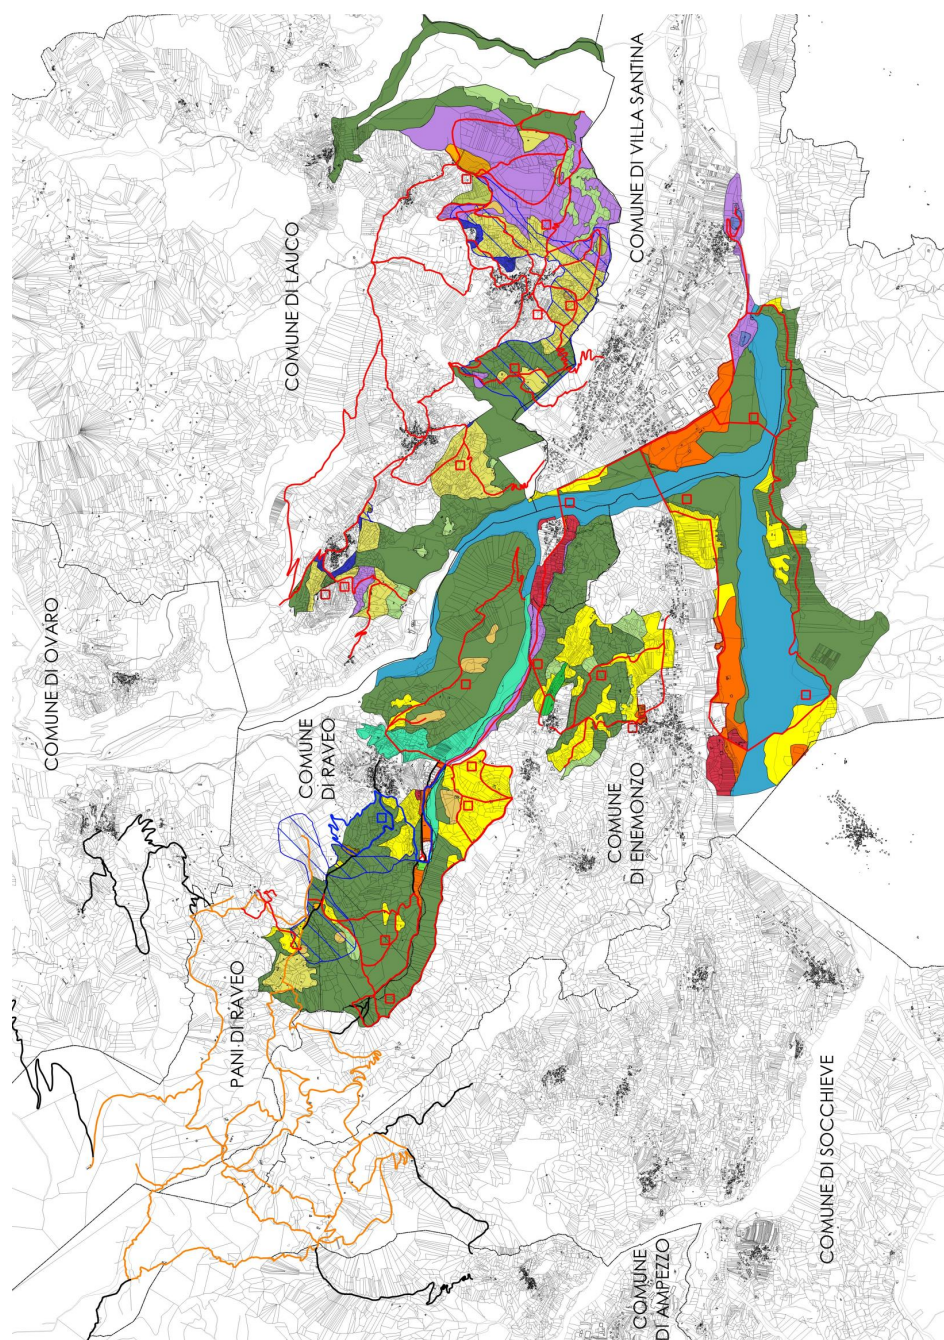 COMUNE DI VILLA SANTINA
COMUNE DI LAUCO
COMUNE DI OVARO
COMUNE
DI RAVEO
COMUNE
DI ENEMONZO
PANI DI RAVEO
COMUNE DI SOCCHIEVE
COMUNE
DI AMPEZZO